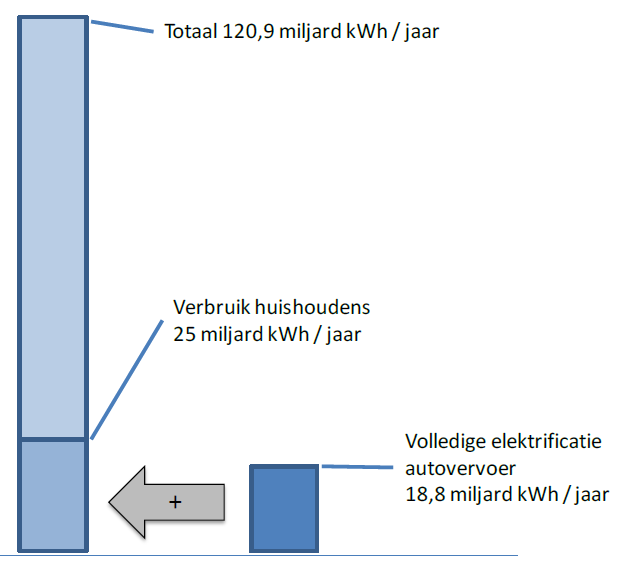 Totaal 120,9 miljard kWh / jaar
Verbruik huishoudens
25 miljard kWh / jaar
Volledige elektrificatie
autovervoer
18,8 miljard kWh / jaar
+